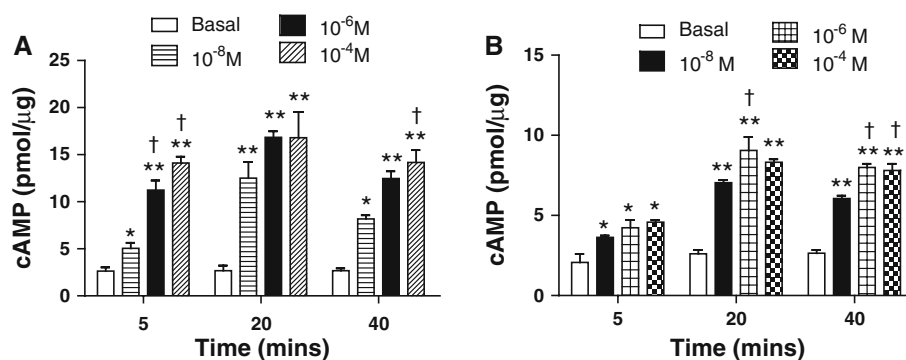 A
Basal
10⁻⁸M
10⁻⁶M
10⁻⁴M
cAMP (pmol/µg)
25
20
15
10
5
0
*
†
**
†
**
**
**
**
*
**
†
**
5
20
40
Time (mins)
B
Basal
10⁻⁸ M
10⁻⁶ M
10⁻⁴ M
cAMP (pmol/µg)
15
10
5
0
*
*
*
**
†
**
**
**
†
**
†
**
5
20
40
Time (mins)